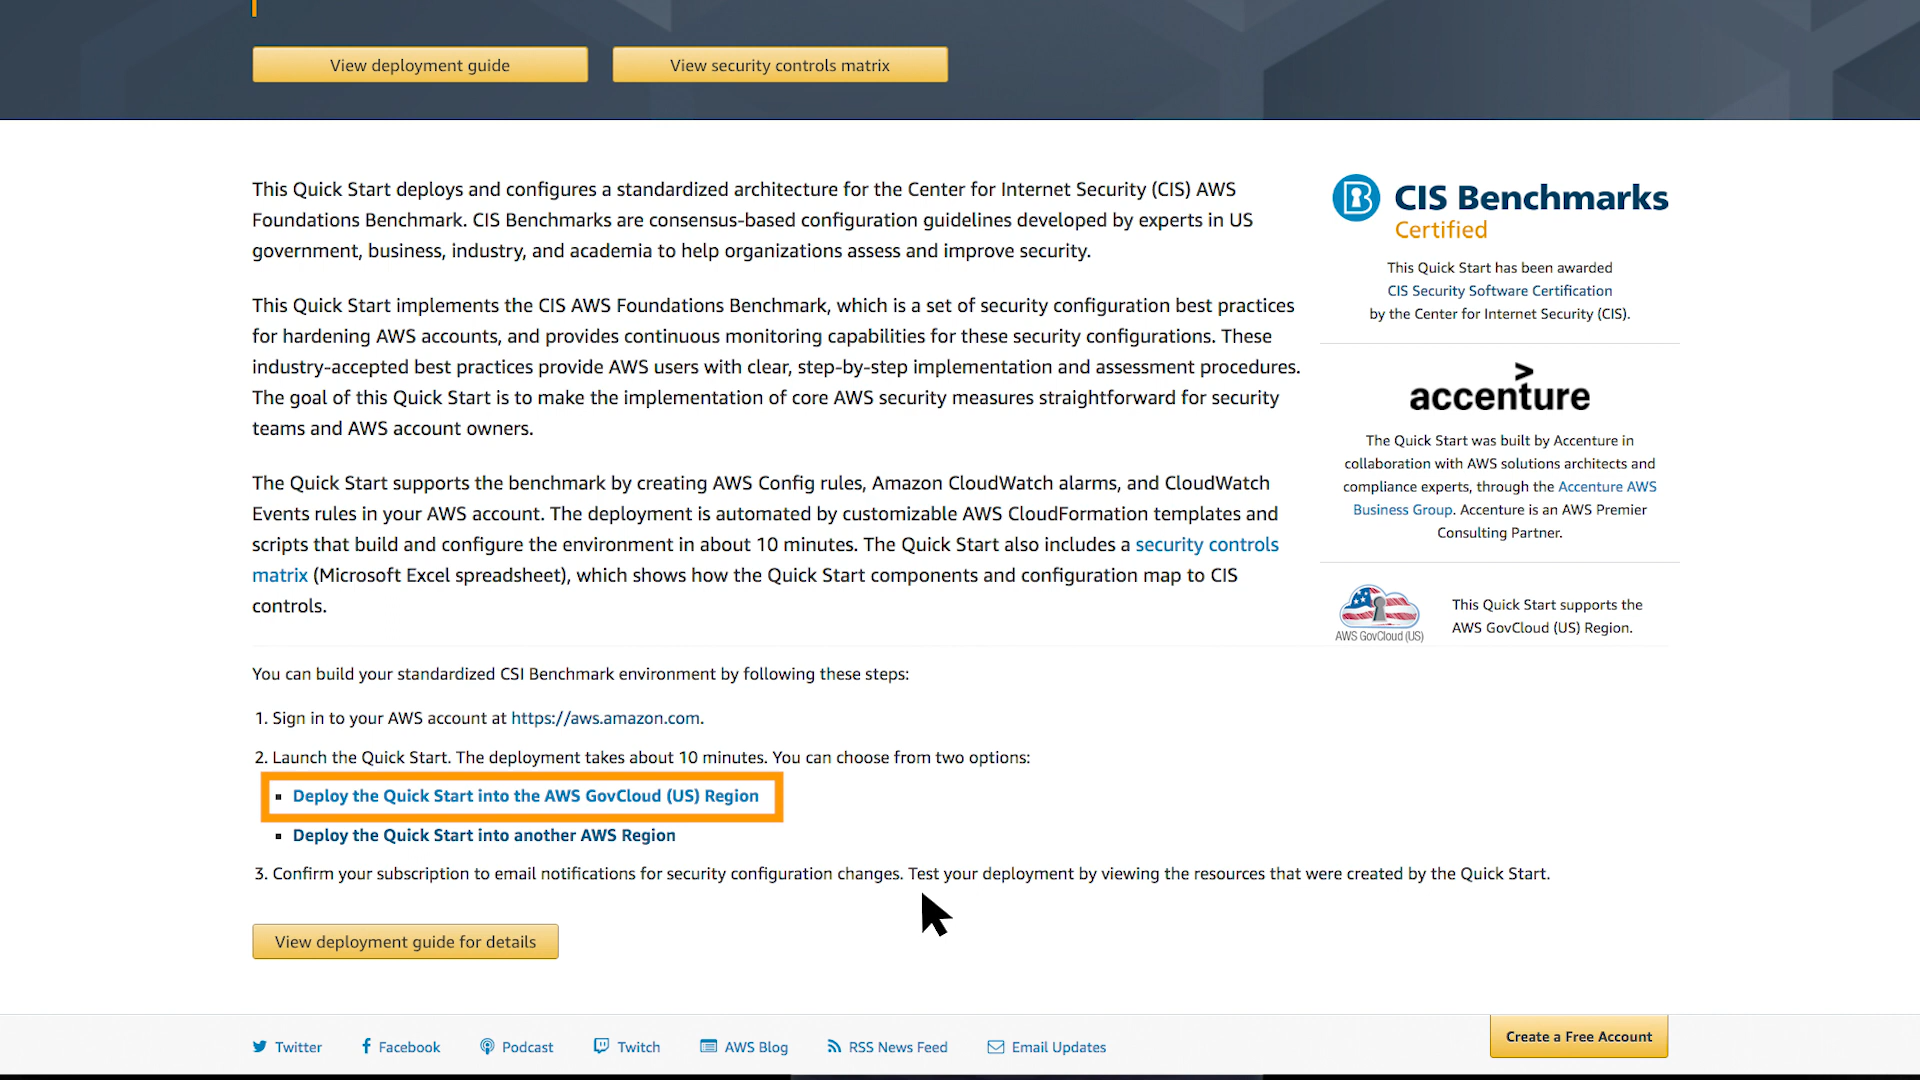 View deployment guide
View security controls matrix
This Quick Start deploys and configures a standardized architecture for the Center for Internet Security (CIS) AWS
Foundations Benchmark. CIS Benchmarks are consensus-based configuration guidelines developed by experts in US
government, business, industry, and academia to help organizations assess and improve security.
This Quick Start implements the CIS AWS Foundations Benchmark, which is a set of security configuration best practices
for hardening AWS accounts, and provides continuous monitoring capabilities for these security configurations. These
industry-accepted best practices provide AWS users with clear, step-by-step implementation and assessment procedures.
The goal of this Quick Start is to make the implementation of core AWS security measures straightforward for security
teams and AWS account owners.
The Quick Start supports the benchmark by creating AWS Config rules, Amazon CloudWatch alarms, and CloudWatch
Events rules in your AWS account. The deployment is automated by customizable AWS CloudFormation templates and
scripts that build and configure the environment in about 10 minutes. The Quick Start also includes a security controls
matrix (Microsoft Excel spreadsheet), which shows how the Quick Start components and configuration map to CIS
controls.
CIS Benchmarks
Certified
This Quick Start has been awarded
CIS Security Software Certification
by the Center for Internet Security (CIS).
accenture
The Quick Start was built by Accenture in
collaboration with AWS solutions architects and
compliance experts, through the Accenture AWS
Business Group. Accenture is an AWS Premier
Consulting Partner.
AWS GovCloud (US)
This Quick Start supports the
AWS GovCloud (US) Region.
You can build your standardized CSI Benchmark environment by following these steps:
1. Sign in to your AWS account at https://aws.amazon.com.
2. Launch the Quick Start. The deployment takes about 10 minutes. You can choose from two options:
▪ Deploy the Quick Start into the AWS GovCloud (US) Region
▪ Deploy the Quick Start into another AWS Region
3. Confirm your subscription to email notifications for security configuration changes. Test your deployment by viewing the resources that were created by the Quick Start.
View deployment guide for details
Twitter
Facebook
Podcast
Twitch
AWS Blog
RSS News Feed
Email Updates
Create a Free Account